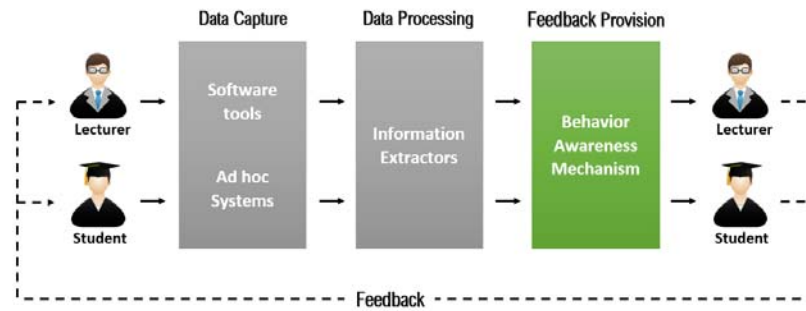 Data Capture
Data Processing
Feedback Provision
Lecturer
Student
Software
tools
Ad hoc
Systems
Information
Extractors
Behavior
Awareness
Mechanism
Lecturer
Student
Feedback